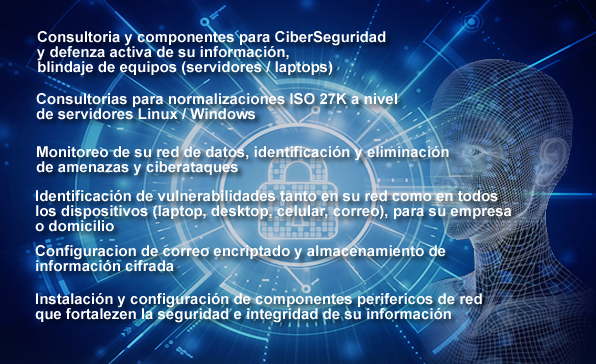 Consultoria y componentes para CiberSeguridad
y defenza activa de su información,
blindaje de equipos (servidores / laptops)
Consultorias para normalizaciones ISO 27K a nivel
de servidores Linux / Windows
Monitoreo de su red de datos, identificación y eliminación
de amenazas y ciberataques
Identificación de vulnerabilidades tanto en su red como en todos
los dispositivos (laptop, desktop, celular, correo), para su empresa
o domicilio
Configuracion de correo encriptado y almacenamiento de
información cifrada
Instalación y configuración de componentes perifericos de red
que fortalezen la seguridad e integridad de su información